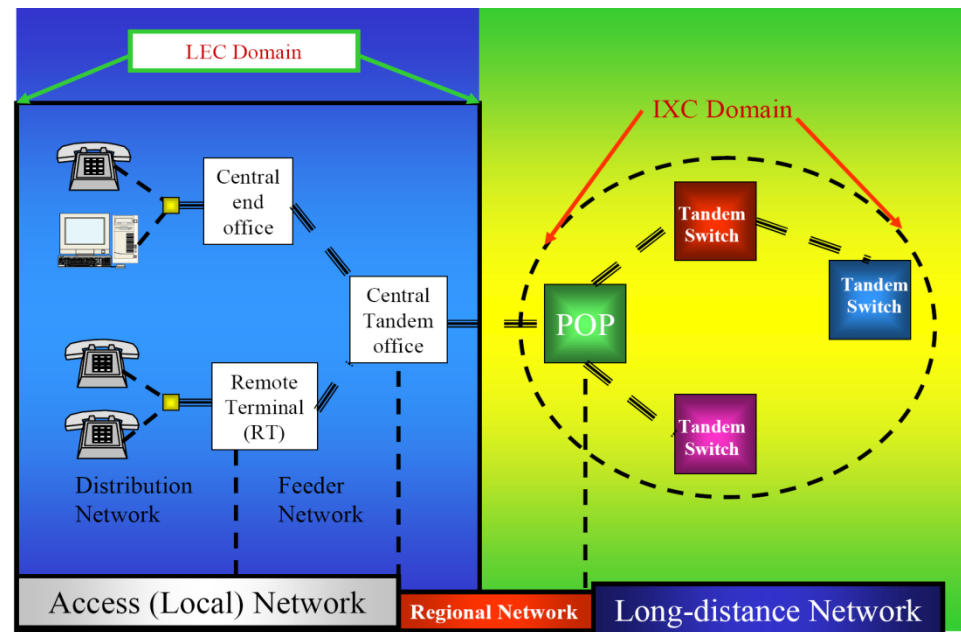 LEC Domain
IXC Domain
Central
end
office
Tandem
Switch
Tandem
Switch
Central
Tandem
office
POP
Remote
Terminal
(RT)
Tandem
Switch
Distribution
Network
Feeder
Network
Access (Local) Network
Regional Network
Long-distance Network